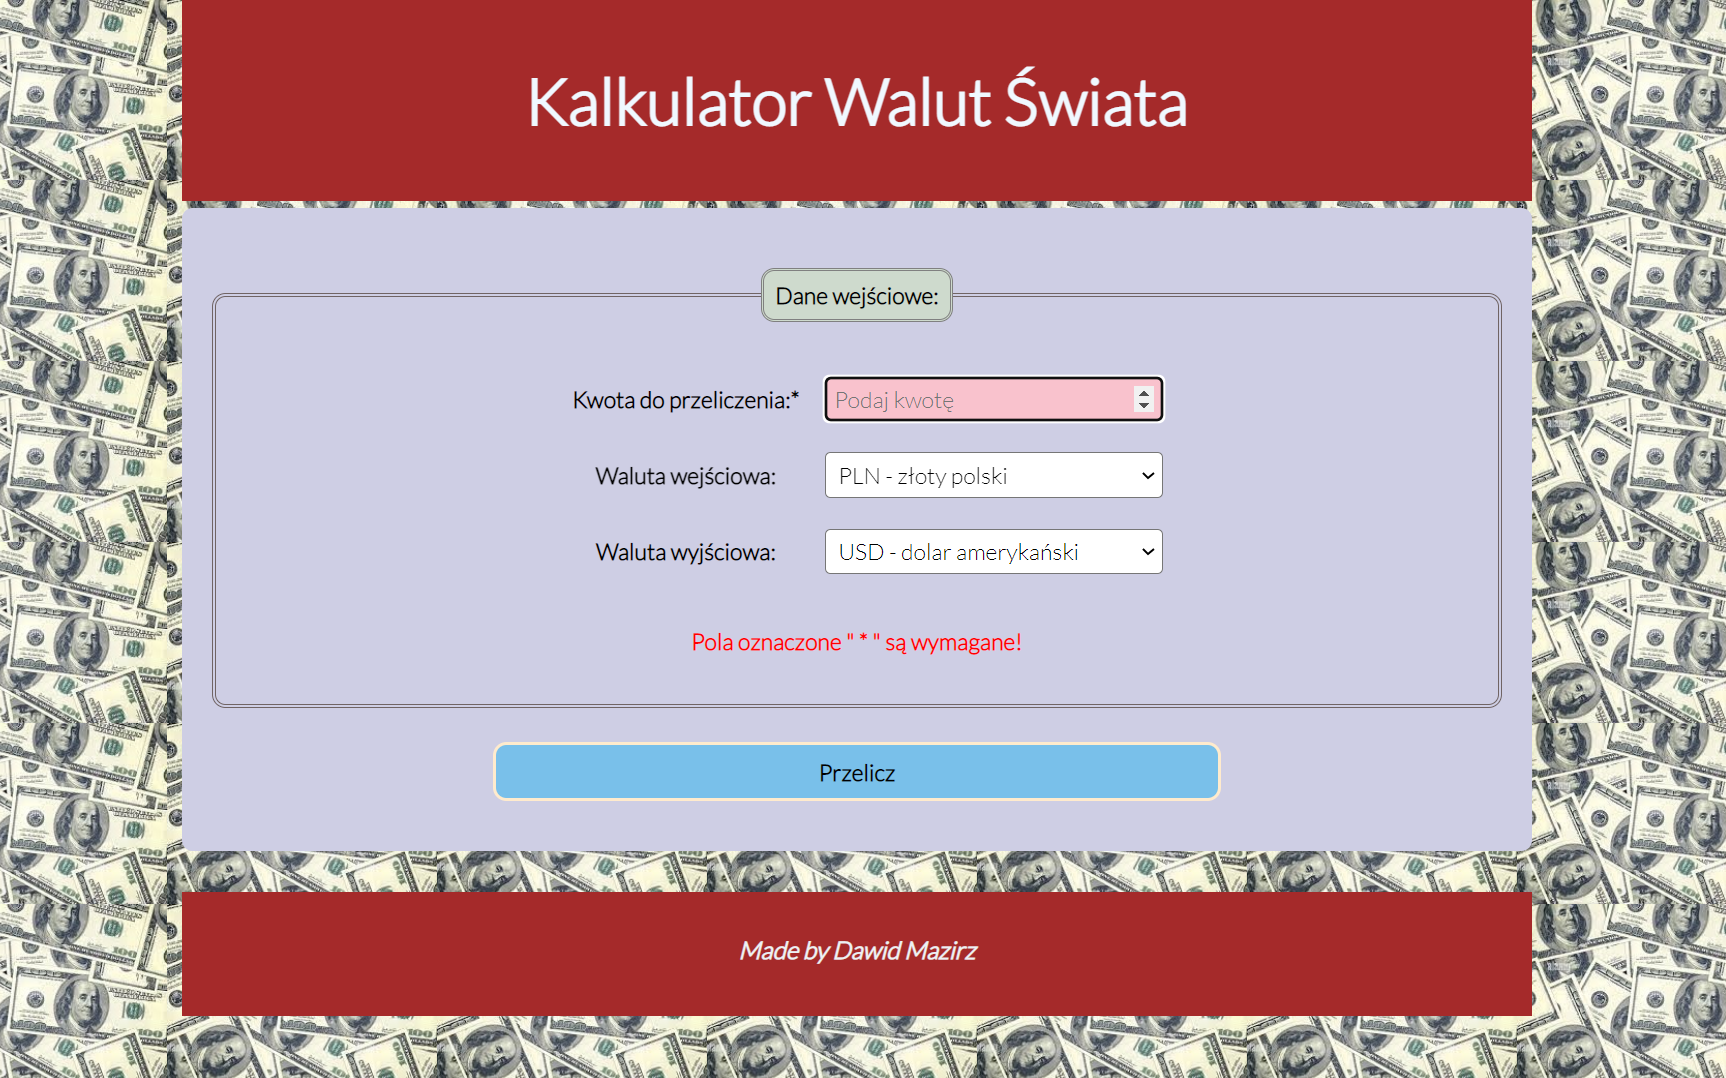 Kalkulator Walut Świata
Dane wejściowe:
Kwota do przeliczenia:* Podaj kwotę
Waluta wejściowa: PLN - złoty polski
Waluta wyjściowa: USD - dolar amerykański
Pola oznaczone " * " są wymagane!
Przelicz
Made by Dawid Mazirz